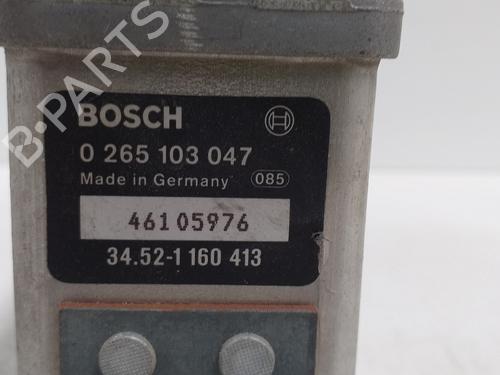 B-PARTS
BOSCH
0 265 103 047
Made in Germany 085
46105976
34.52-1 160 413